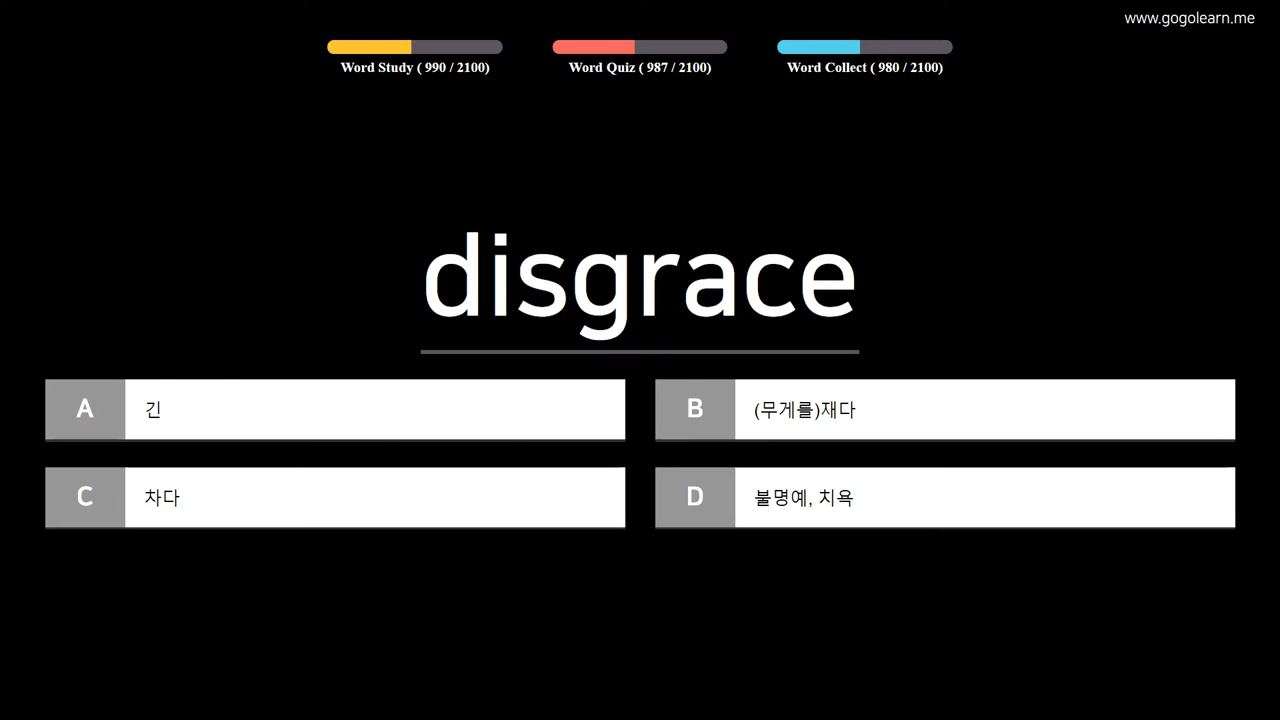 www.gogolearn.me
Word Study ( 990 / 2100)
Word Quiz ( 987 / 2100)
Word Collect ( 980 / 2100)
disgrace
A 긴
B (무게를)재다
C 차다
D 불명예, 치욕